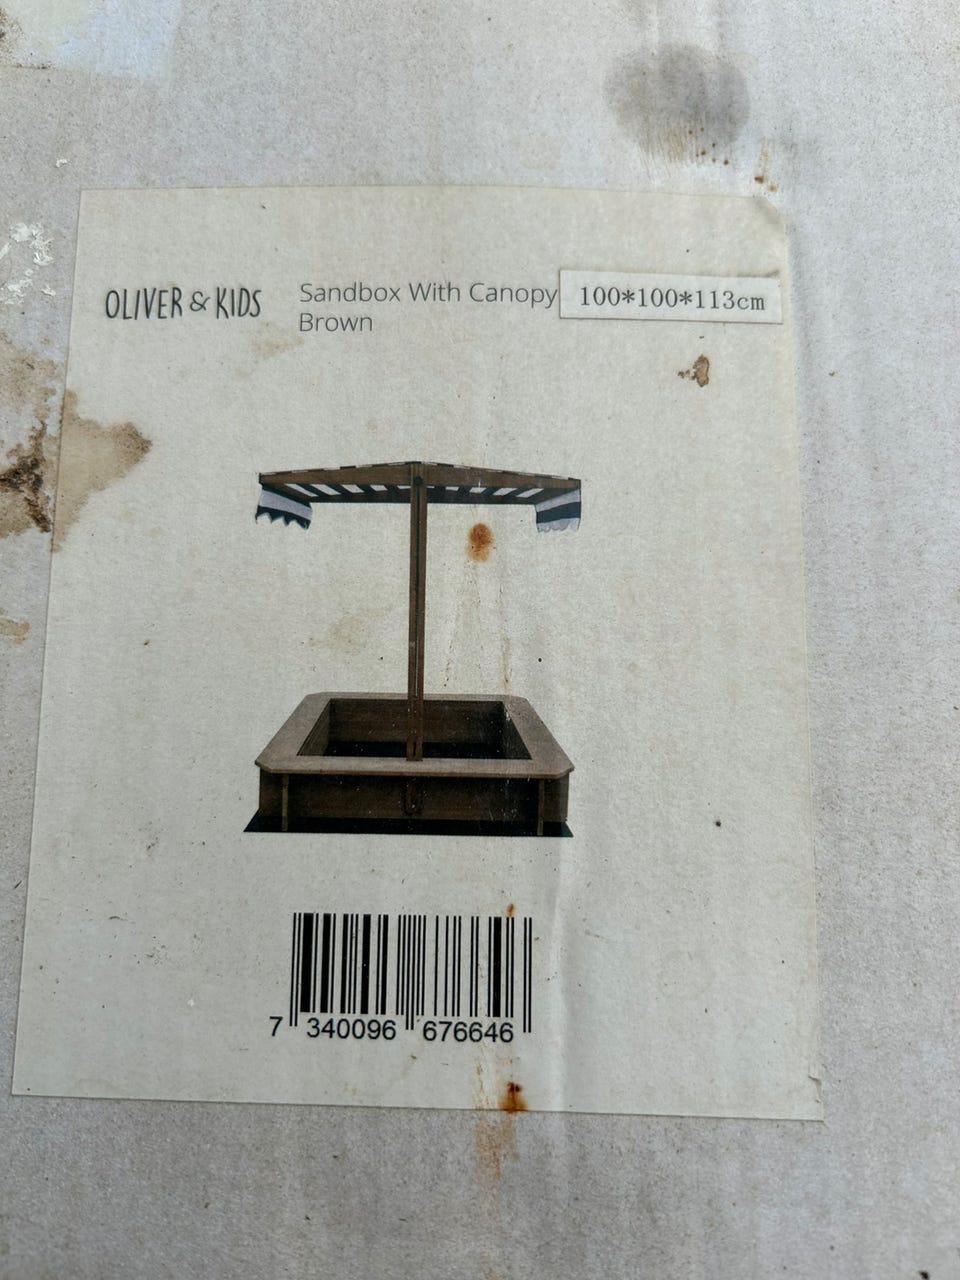 OLIVER & KIDS
Sandbox With Canopy
Brown
100*100*113cm
7 340096 676646